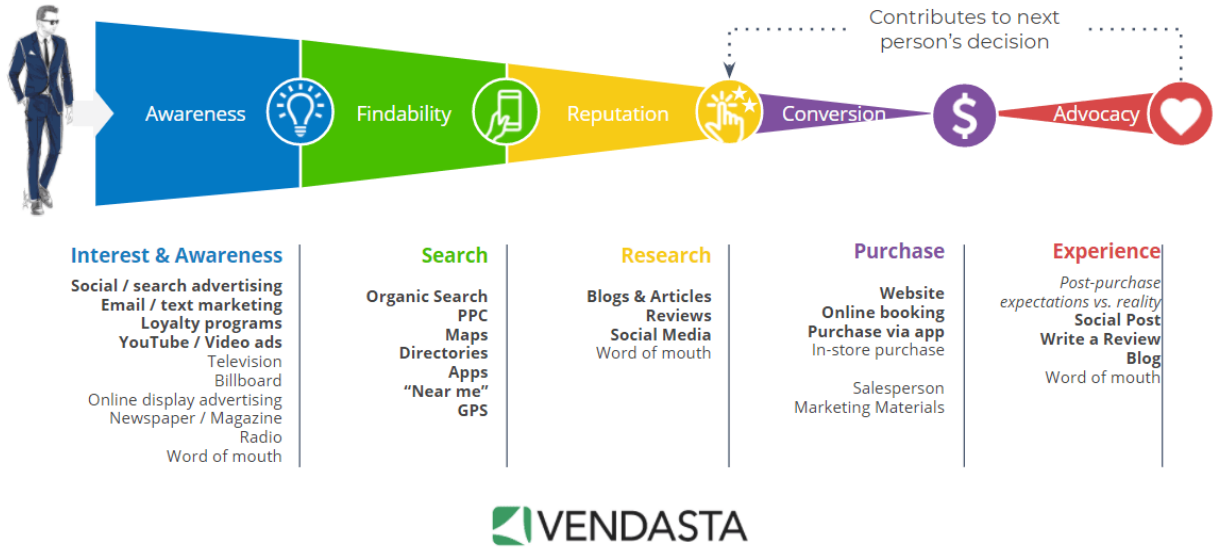 Contributes to next
person's decision
Awareness
Findability
Reputation
Conversion
$
Advocacy
Interest & Awareness
Social / search advertising
Email / text marketing
Loyalty programs
YouTube / Video ads
Television
Billboard
Online display advertising
Newspaper / Magazine
Radio
Word of mouth
Search
Organic Search
PPC
Maps
Directories
Apps
“Near me”
GPS
Research
Blogs & Articles
Reviews
Social Media
Word of mouth
Purchase
Website
Online booking
Purchase via app
In-store purchase
Salesperson
Marketing Materials
Experience
Post-purchase
expectations vs. reality
Social Post
Write a Review
Blog
Word of mouth
VENDASTA